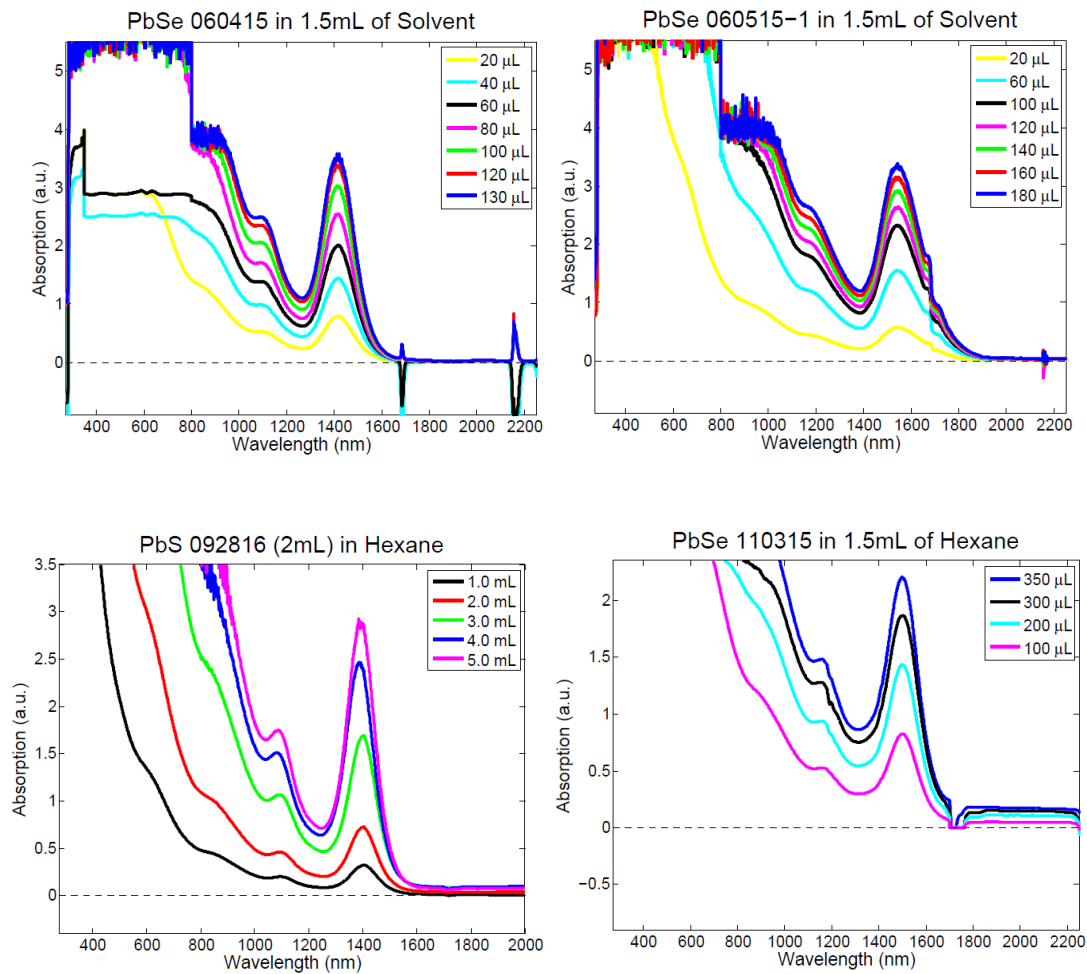 PbSe 060415 in 1.5mL of Solvent
5
4
3
2
1
0
Absorption (a.u.)
20 μL
40 μL
60 μL
80 μL
100 μL
120 μL
130 μL
400 600 800 1000 1200 1400 1600 1800 2000 2200
Wavelength (nm)
PbSe 060515−1 in 1.5mL of Solvent
5
4
3
2
1
0
Absorption (a.u.)
20 μL
60 μL
100 μL
120 μL
140 μL
160 μL
180 μL
400 600 800 1000 1200 1400 1600 1800 2000 2200
Wavelength (nm)
PbS 092816 (2mL) in Hexane
3.5
3
2.5
2
1.5
1
0.5
0
Absorption (a.u.)
1.0 mL
2.0 mL
3.0 mL
4.0 mL
5.0 mL
400 600 800 1000 1200 1400 1600 1800 2000
Wavelength (nm)
PbSe 110315 in 1.5mL of Hexane
2
1.5
1
0.5
0
−0.5
Absorption (a.u.)
350 μL
300 μL
200 μL
100 μL
400 600 800 1000 1200 1400 1600 1800 2000 2200
Wavelength (nm)